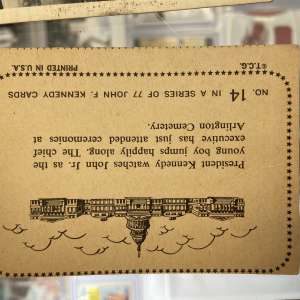 President Kennedy watches John Jr. as the
energetic boy jumps happily along. The chief
executive has just attended ceremonies at
Arlington Cemetery.
NO. 14 IN A SERIES OF 77 JOHN F. KENNEDY CARDS
© T.C.G. PRINTED IN U.S.A.